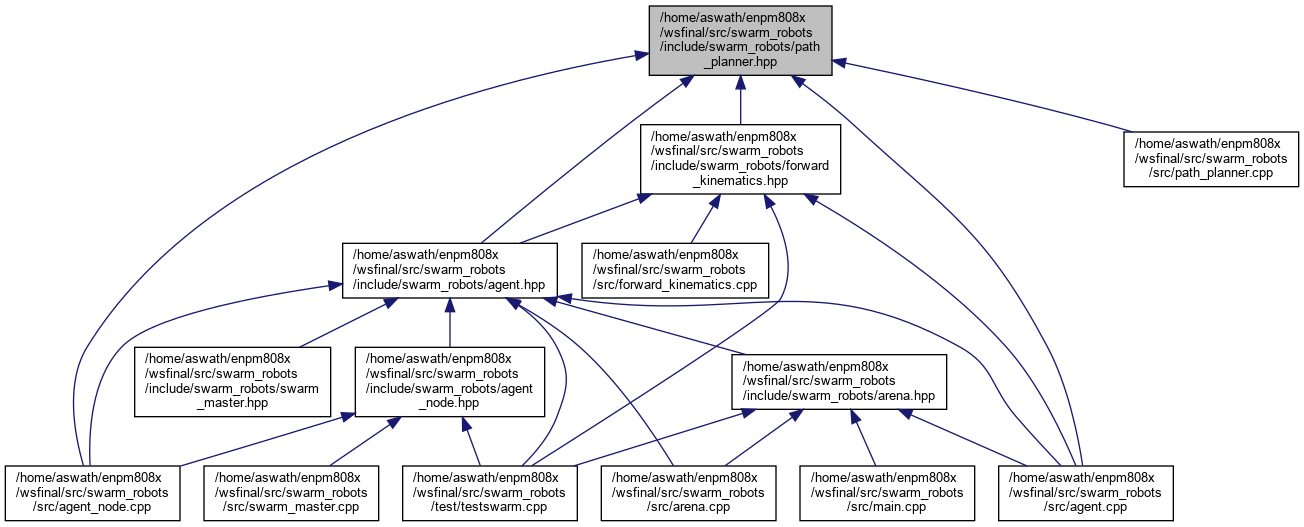 /home/aswath/enpm808x
/wsfinal/src/swarm_robots
/include/swarm_robots/path
_planner.hpp
/home/aswath/enpm808x
/wsfinal/src/swarm_robots
/include/swarm_robots/forward
_kinematics.hpp
/home/aswath/enpm808x
/wsfinal/src/swarm_robots
/src/path_planner.cpp
/home/aswath/enpm808x
/wsfinal/src/swarm_robots
/include/swarm_robots/agent.hpp
/home/aswath/enpm808x
/wsfinal/src/swarm_robots
/src/forward_kinematics.cpp
/home/aswath/enpm808x
/wsfinal/src/swarm_robots
/include/swarm_robots/swarm
_master.hpp
/home/aswath/enpm808x
/wsfinal/src/swarm_robots
/include/swarm_robots/agent
_node.hpp
/home/aswath/enpm808x
/wsfinal/src/swarm_robots
/include/swarm_robots/arena.hpp
/home/aswath/enpm808x
/wsfinal/src/swarm_robots
/src/agent_node.cpp
/home/aswath/enpm808x
/wsfinal/src/swarm_robots
/src/swarm_master.cpp
/home/aswath/enpm808x
/wsfinal/src/swarm_robots
/test/testswarm.cpp
/home/aswath/enpm808x
/wsfinal/src/swarm_robots
/src/arena.cpp
/home/aswath/enpm808x
/wsfinal/src/swarm_robots
/src/main.cpp
/home/aswath/enpm808x
/wsfinal/src/swarm_robots
/src/agent.cpp